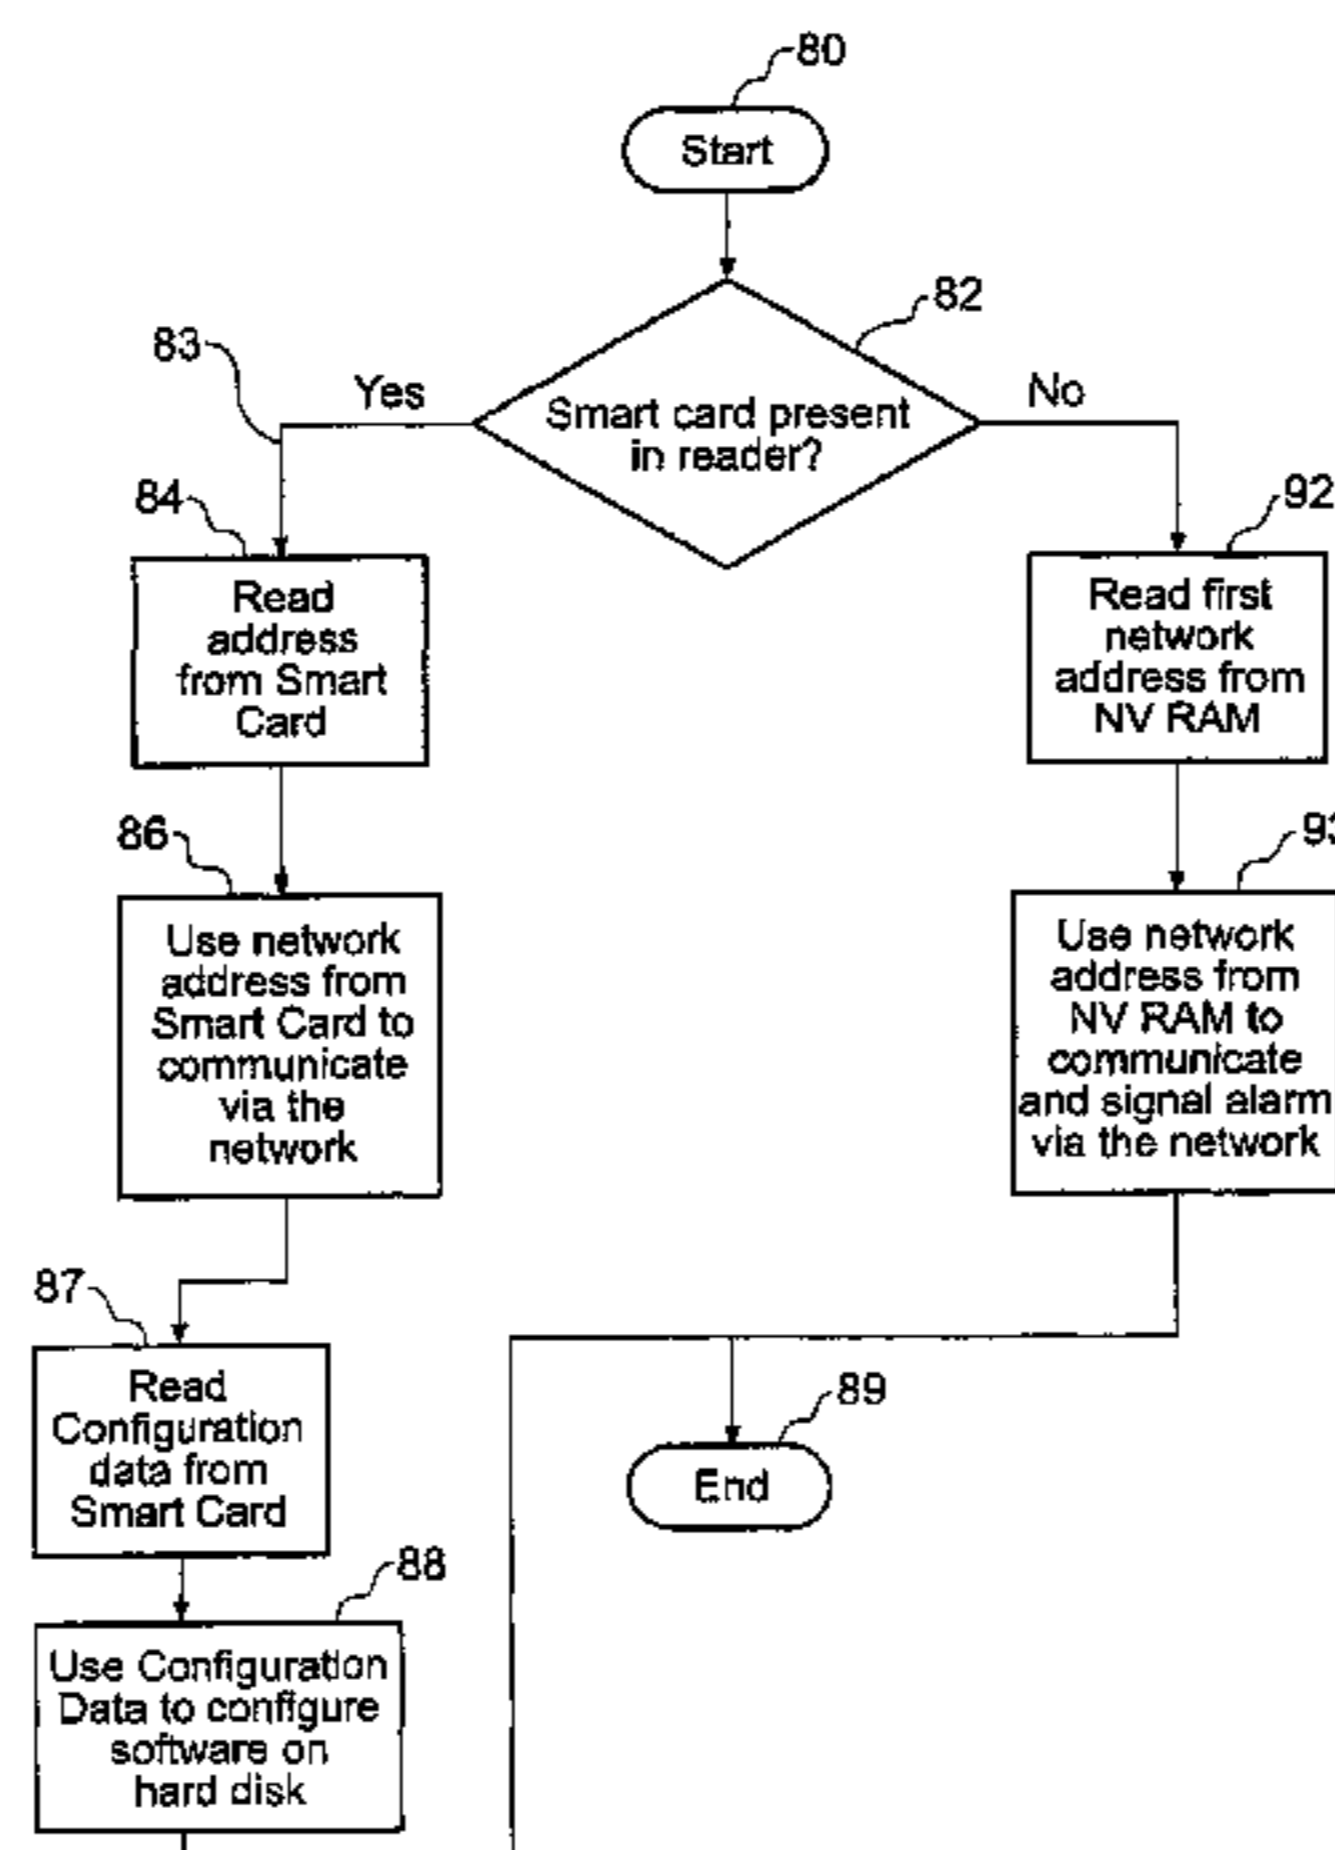 80
Start
82
83
Yes
No
Smart card present
in reader?
84
92
Read
address
from Smart
Card
Read first
network
address from
NV RAM
86
93
Use network
address from
Smart Card to
communicate
via the
network
Use network
address from
NV RAM to
communicate
and signal alarm
via the network
87
Read
Configuration
data from
Smart Card
89
End
88
Use Configuration
Data to configure
software on
hard disk